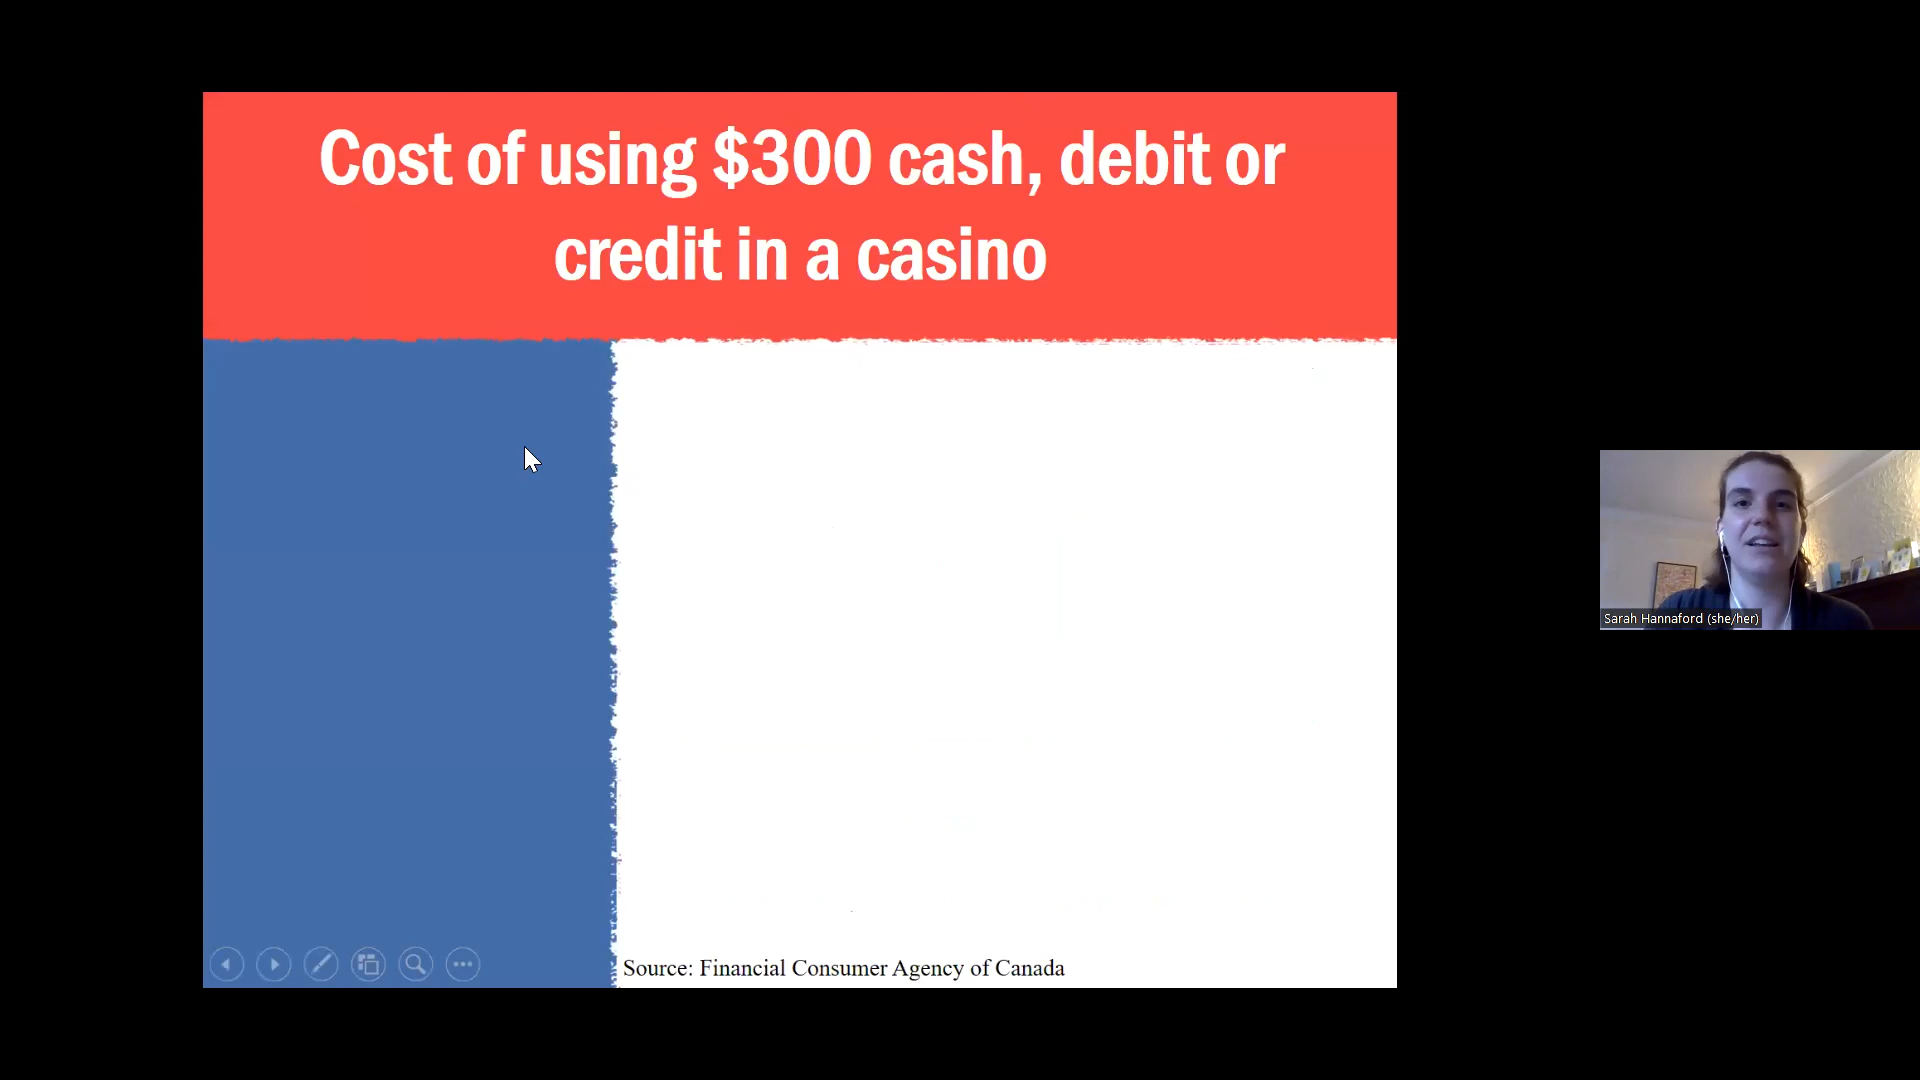 Cost of using $300 cash, debit or
credit in a casino
Source: Financial Consumer Agency of Canada
Sarah Hannaford (she/her)